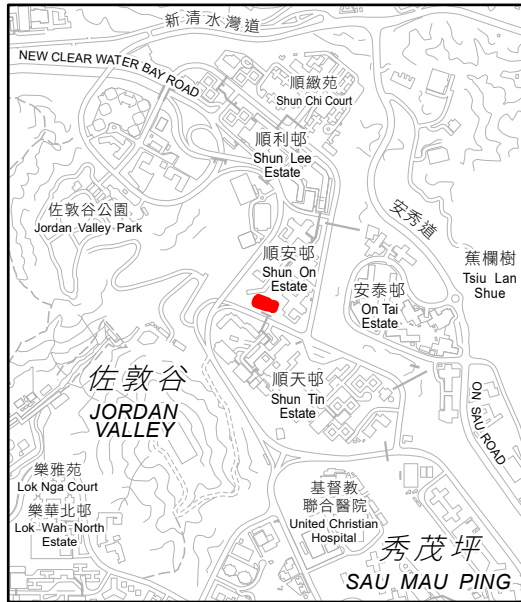 新清水灣道
NEW CLEAR WATER BAY ROAD
順緻苑
Shun Chi Court
順利邨
Shun Lee
Estate
佐敦谷公園
Jordan Valley Park
安秀道
蕉欄樹
Tsiu Lan
Shue
順安邨
Shun On
Estate
安泰邨
On Tai
Estate
佐敦谷
JORDAN
VALLEY
順天邨
Shun Tin
Estate
ON SAU ROAD
樂雅苑
Lok Nga Court
樂華北邨
Lok Wah North
Estate
基督教
聯合醫院
United Christian
Hospital
秀茂坪
SAU MAU PING